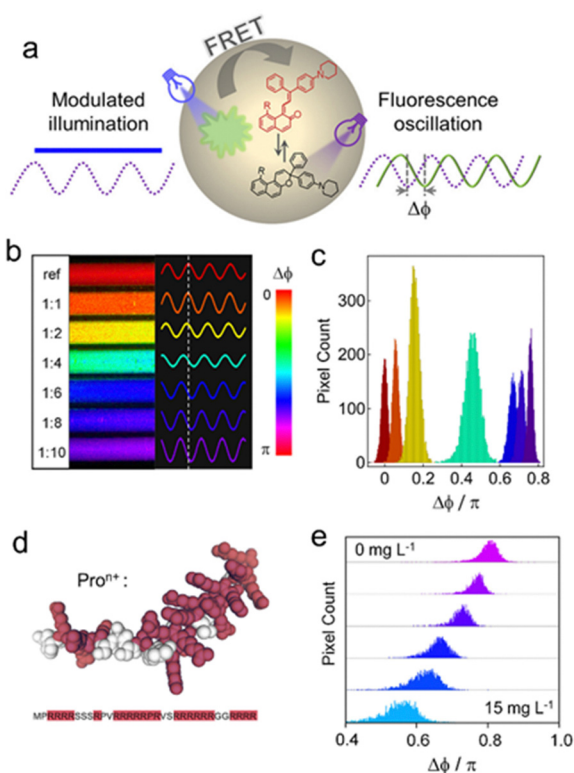 a
FRET
Modulated
illumination
Fluorescence
oscillation
N
R
O
R
O
N
Δϕ
b
ref
1:1
1:2
1:4
1:6
1:8
1:10
Δϕ
0
π
c
Pixel Count
300
200
100
0
0 0.2 0.4 0.6 0.8
Δϕ / π
d
Proⁿ⁺ :
MPRRRRSSSRPVRRRRRPRVSRRRRRRGGRRRR
e
Pixel Count
0 mg L⁻¹
15 mg L⁻¹
0.4 0.6 0.8 1.0
Δϕ / π